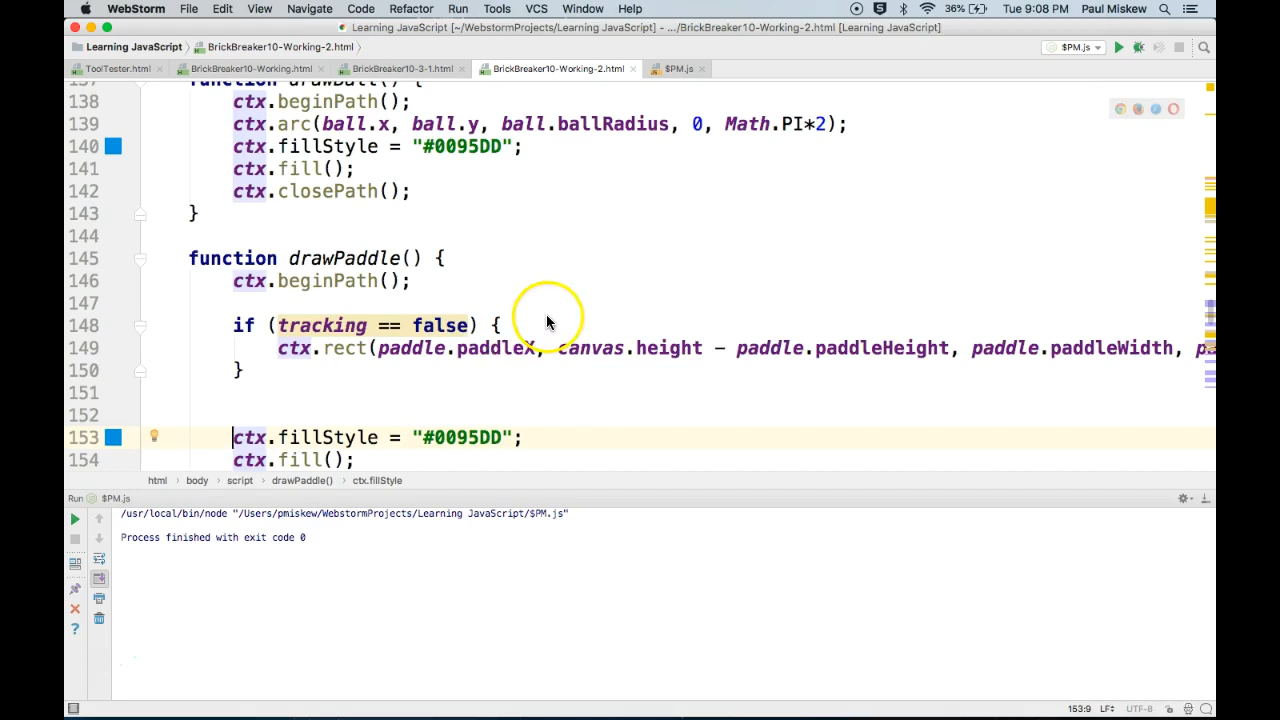 WebStorm File Edit View Navigate Code Refactor Run Tools VCS Window Help 36% Tue 9:08 PM Paul Miskew
Learning JavaScript [~/WebstormProjects/Learning JavaScript] - .../BrickBreaker10-Working-2.html [Learning JavaScript]
Learning JavaScript BrickBreaker10-Working-2.html $PM.js
ToolTester.html BrickBreaker10-Working.html BrickBreaker10-3-1.html BrickBreaker10-Working-2.html $PM.js
137 function drawBall() {
138 ctx.beginPath();
139 ctx.arc(ball.x, ball.y, ball.ballRadius, 0, Math.PI*2);
140 ctx.fillStyle = "#0095DD";
141 ctx.fill();
142 ctx.closePath();
143 }
144
145 function drawPaddle() {
146 ctx.beginPath();
147
148 if (tracking == false) {
149 ctx.rect(paddle.paddleX, canvas.height - paddle.paddleHeight, paddle.paddleWidth, pa
150 }
151
152
153 ctx.fillStyle = "#0095DD";
154 ctx.fill();
html body script drawPaddle() ctx.fillStyle
Run $PM.js
/usr/local/bin/node "/Users/pmiskew/WebstormProjects/Learning JavaScript/$PM.js"
Process finished with exit code 0
153:9 LF÷ UTF-8